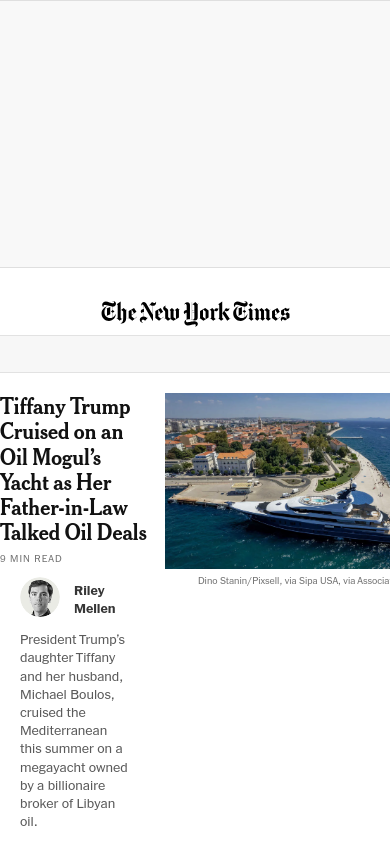 The New York Times
Tiffany Trump
Cruised on an
Oil Mogul’s
Yacht as Her
Father-in-Law
Talked Oil Deals
9 MIN READ
Dino Stanin/Pixsell, via Sipa USA, via Associa
Riley
Mellen
President Trump’s
daughter Tiffany
and her husband,
Michael Boulos,
cruised the
Mediterranean
this summer on a
megayacht owned
by a billionaire
broker of Libyan
oil.